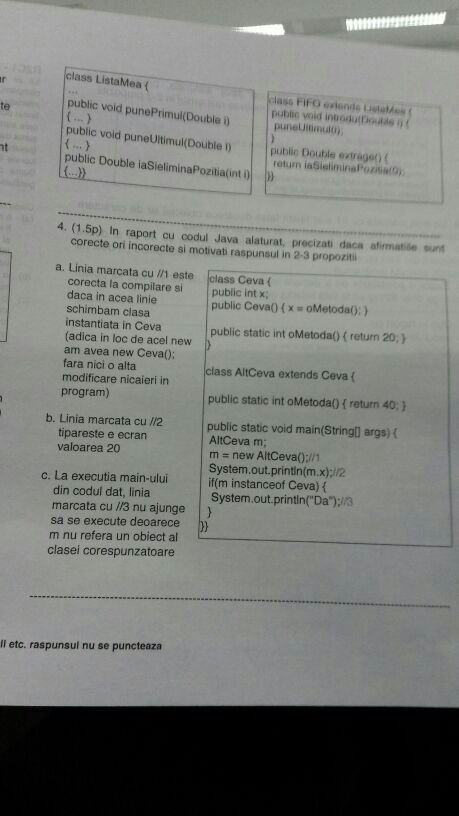 class ListaMea {
...
public void punePrimul(Double i)
{ ... }
public void puneUltimul(Double i)
{ ... }
public Double iaSieliminaPozitia(int i)
{...}}
class FIFO extends ListaMea {
public void introdu(Double i) {
puneUltimul(i);
}
public Double extrage() {
return iaSieliminaPozitia(0);
}}
4. (1.5p) In raport cu codul Java alaturat, precizati daca afirmatiile sunt
corecte ori incorecte si motivati raspunsul in 2-3 propozitii
a. Linia marcata cu //1 este
corecta la compilare si
daca in acea linie
schimbam clasa
instantiata in Ceva
(adica in loc de acel new
am avea new Ceva();
fara nici o alta
modificare nicaieri in
program)
b. Linia marcata cu //2
tipareste e ecran
valoarea 20
c. La executia main-ului
din codul dat, linia
marcata cu //3 nu ajunge
sa se execute deoarece
m nu refera un obiect al
clasei corespunzatoare
class Ceva {
public int x;
public Ceva() { x = oMetoda(); }
public static int oMetoda() { return 20; }
}
class AltCeva extends Ceva {
public static int oMetoda() { return 40; }
public static void main(String[] args) {
AltCeva m;
m = new AltCeva();//1
System.out.println(m.x);//2
if(m instanceof Ceva) {
System.out.println("Da");//3
}
}}
etc. raspunsul nu se puncteaza